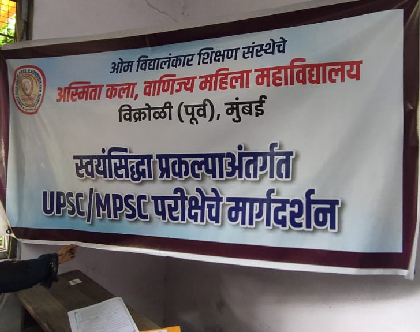 ओम विद्यालंकार शिक्षण संस्थेचे
अस्मिता कला, वाणिज्य महिला महाविद्यालय
विक्रोळी (पूर्व), मुंबई
स्वयंसिद्धा प्रकल्पाअंतर्गत
UPSC/MPSC परीक्षेचे मार्गदर्शन